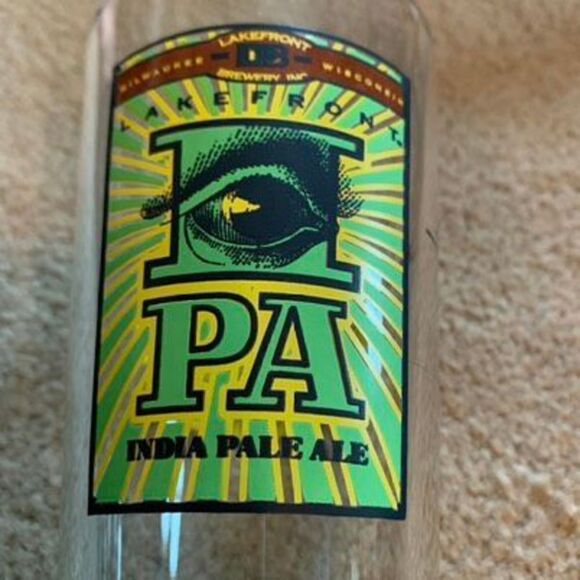 LAKEFRONT
MILWAUKEE LB WISCONSIN
BREWERY INC
LAKEFRONT
I
PA
INDIA PALE ALE